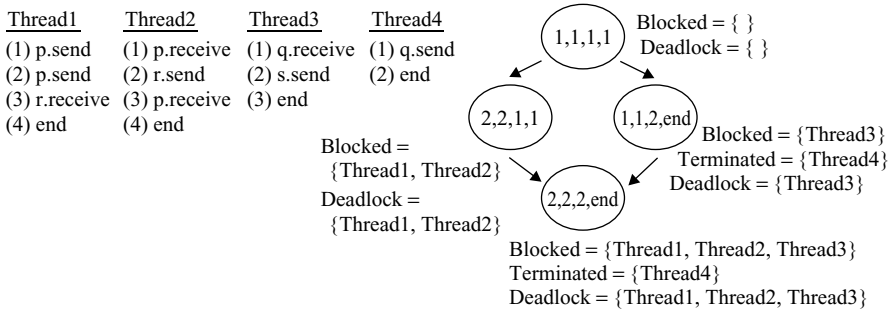 Thread1 Thread2 Thread3 Thread4
(1) p.send (1) p.receive (1) q.receive (1) q.send
(2) p.send (2) r.send (2) s.send (2) end
(3) r.receive (3) p.receive (3) end
(4) end (4) end
1,1,1,1
Blocked = { }
Deadlock = { }
2,2,1,1
1,1,2,end
Blocked =
{Thread1, Thread2}
Deadlock =
{Thread1, Thread2}
Blocked = {Thread3}
Terminated = {Thread4}
Deadlock = {Thread3}
2,2,2,end
Blocked = {Thread1, Thread2, Thread3}
Terminated = {Thread4}
Deadlock = {Thread1, Thread2, Thread3}